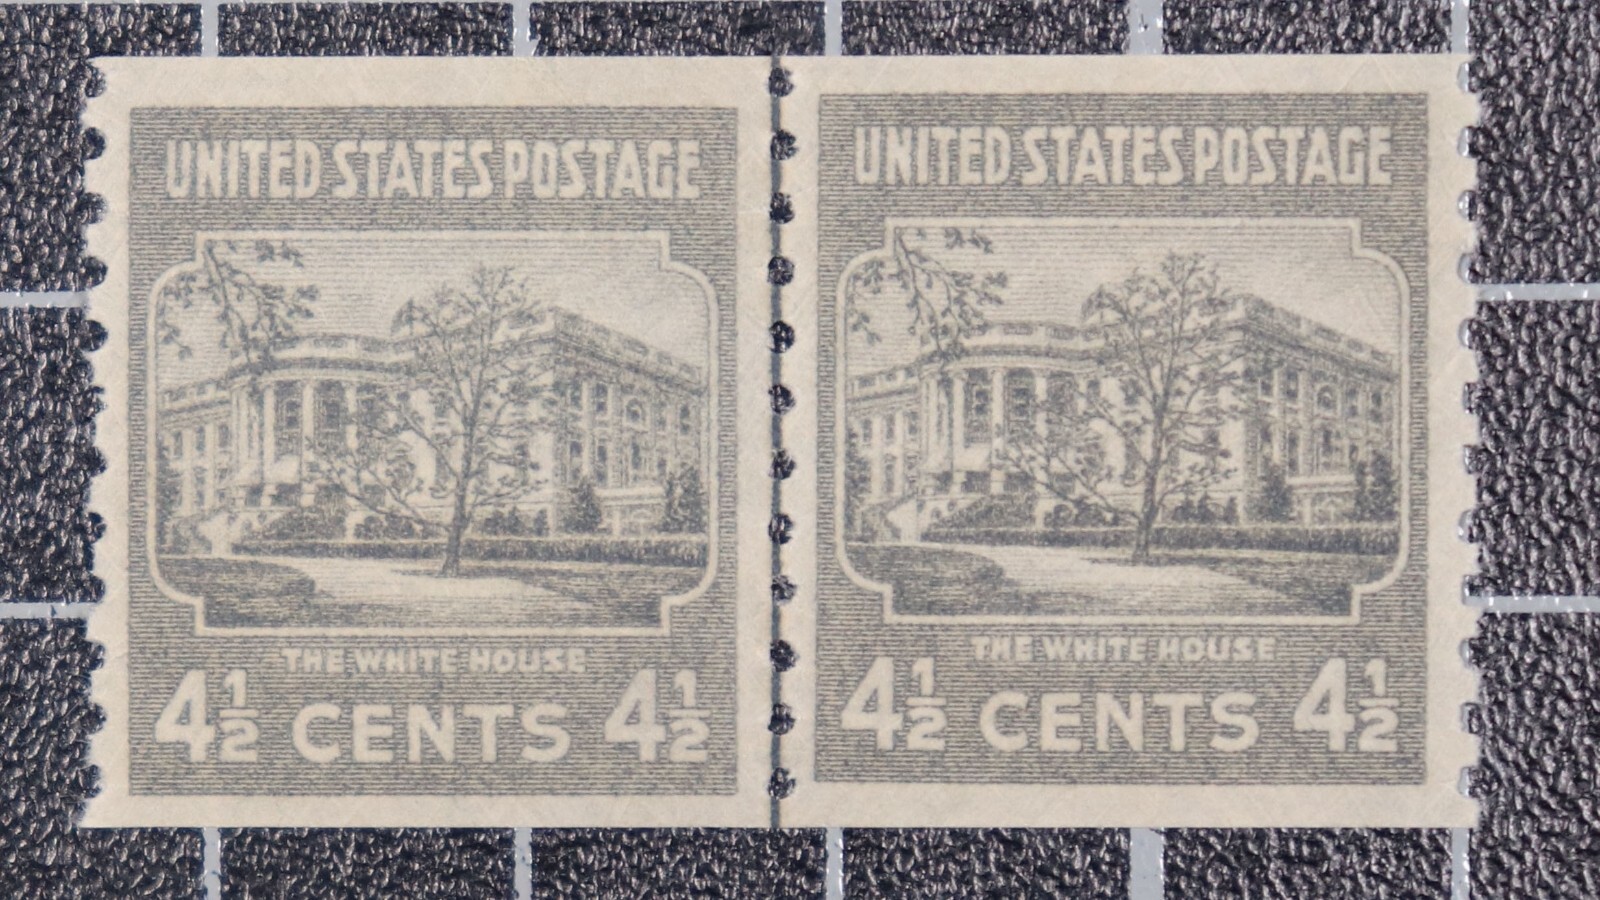 UNITED STATES POSTAGE
THE WHITE HOUSE
4½ CENTS 4½
UNITED STATES POSTAGE
THE WHITE HOUSE
4½ CENTS 4½